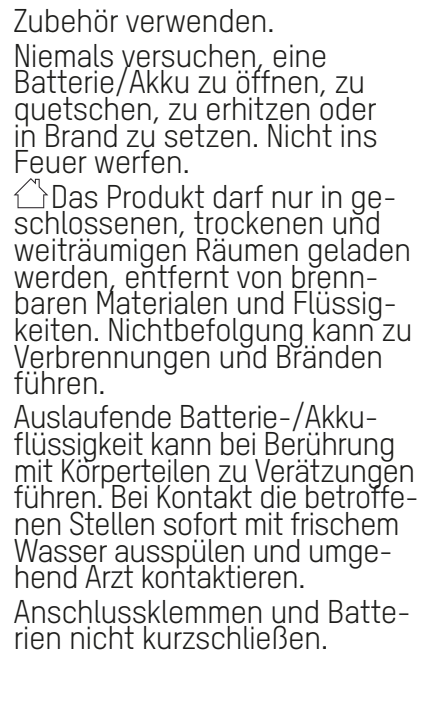 Zubehör verwenden.
Niemals versuchen, eine
Batterie/Akku zu öffnen, zu
quetschen, zu erhitzen oder
in Brand zu setzen. Nicht ins
Feuer werfen.
Das Produkt darf nur in ge-
schlossenen, trockenen und
weiträumigen Räumen geladen
werden, entfernt von brenn-
baren Materialen und Flüssig-
keiten. Nichtbefolgung kann zu
Verbrennungen und Bränden
führen.
Auslaufende Batterie-/Akku-
flüssigkeit kann bei Berührung
mit Körperteilen zu Verätzungen
führen. Bei Kontakt die betroffe-
nen Stellen sofort mit frischem
Wasser ausspülen und umge-
hend Arzt kontaktieren.
Anschlussklemmen und Batte-
rien nicht kurzschließen.